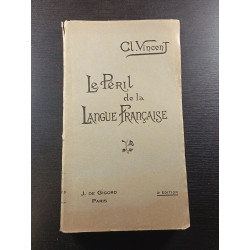 Cl. Vincent
Le Péril
de la
Langue Française
J. DE GIGORD
PARIS